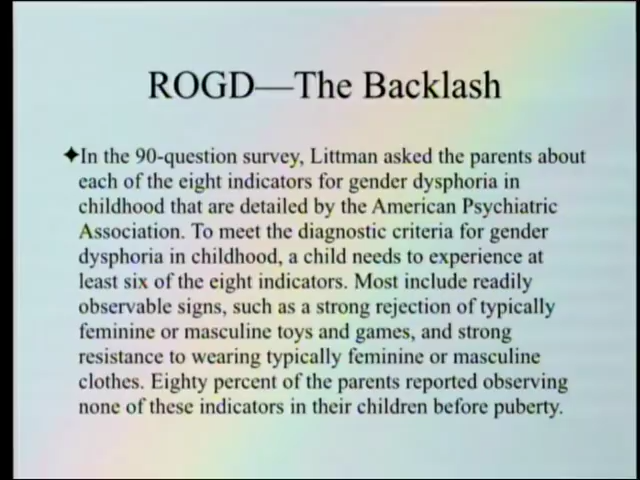 ROGD—The Backlash
✦In the 90-question survey, Littman asked the parents about
each of the eight indicators for gender dysphoria in
childhood that are detailed by the American Psychiatric
Association. To meet the diagnostic criteria for gender
dysphoria in childhood, a child needs to experience at
least six of the eight indicators. Most include readily
observable signs, such as a strong rejection of typically
feminine or masculine toys and games, and strong
resistance to wearing typically feminine or masculine
clothes. Eighty percent of the parents reported observing
none of these indicators in their children before puberty.